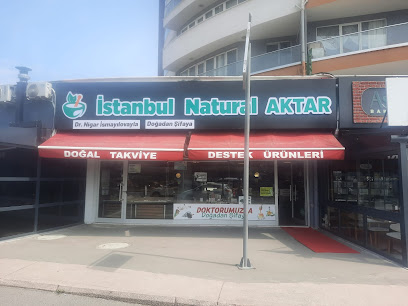 İstanbul Natural AKTAR
Dr. Nigar İsmayılovayla Doğadan Şifaya
DOĞAL TAKVİYE DESTEK ÜRÜNLERİ
DOKTORUMUZLA
Doğadan Şifaya